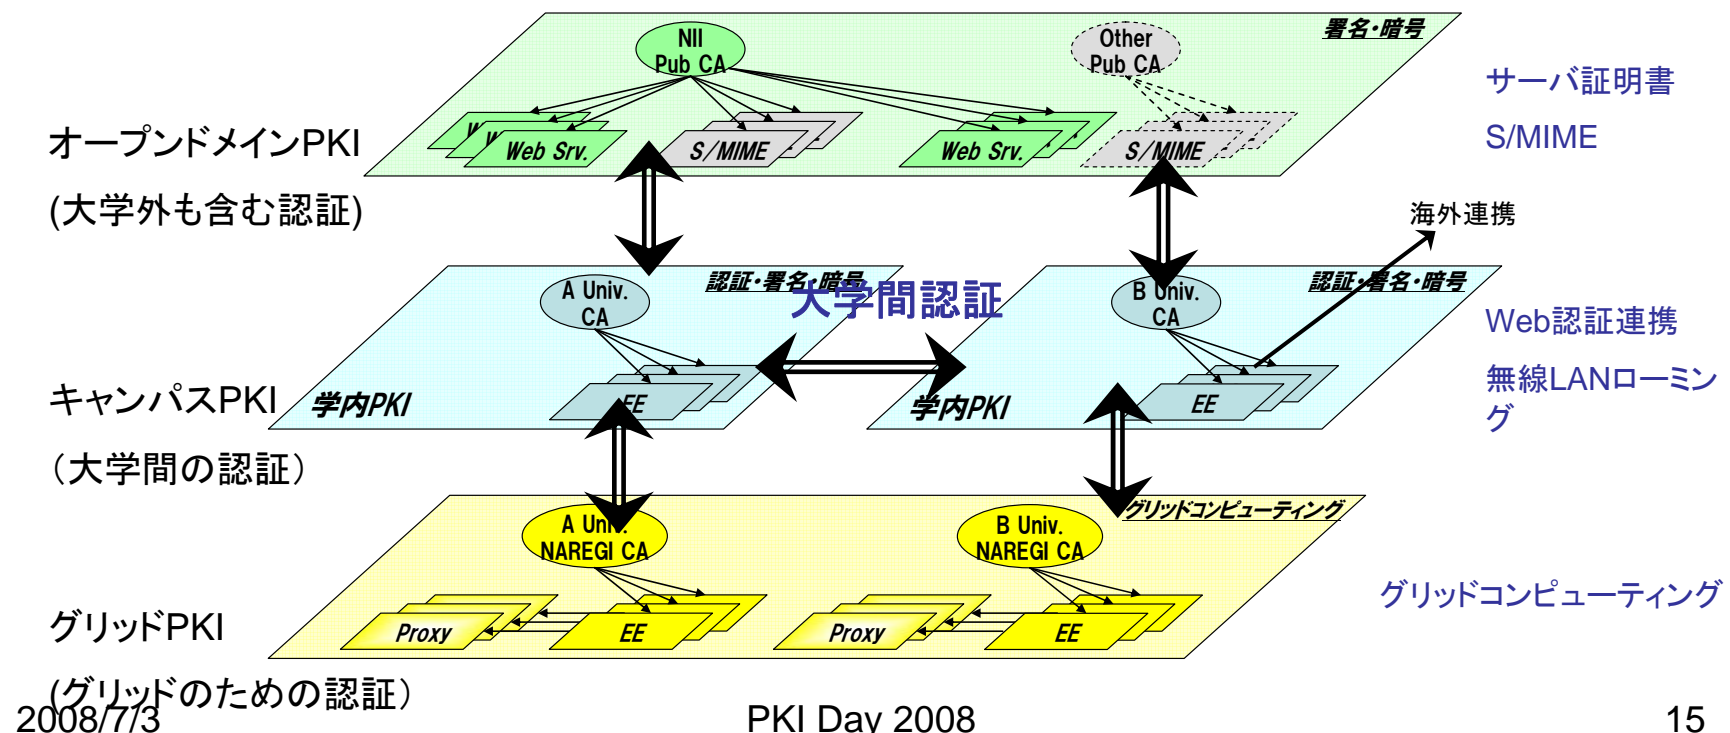 署名・暗号
NII
Pub CA
Other
Pub CA
サーバ証明書
S/MIME
W
W
Web Srv.
S/MIME
Web Srv.
S/MIME
オープンドメインPKI
(大学外も含む認証)
海外連携
認証・署名・暗号
A Univ.
CA
大学間認証
認証・署名・暗号
B Univ.
CA
Web認証連携
無線LANローミン
グ
キャンパスPKI
（大学間の認証）
学内PKI
EE
学内PKI
EE
グリッドコンピューティング
A Univ.
NAREGI CA
B Univ.
NAREGI CA
グリッドコンピューティング
グリッドPKI
(グリッドのための認証）
Proxy
EE
Proxy
EE
2008/7/3
PKI Day 2008
15